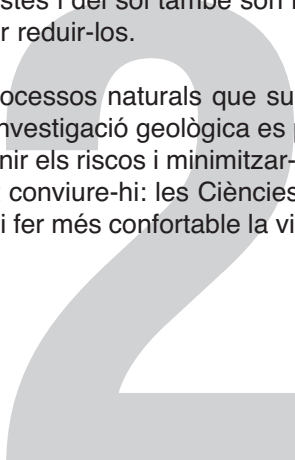 stes i del sòl també són
r reduir-los.
ocessos naturals que su
nvestigació geològica es
nir els riscos i minimitzar-
conviure-hi: les Ciències
i fer més confortable la vi
2